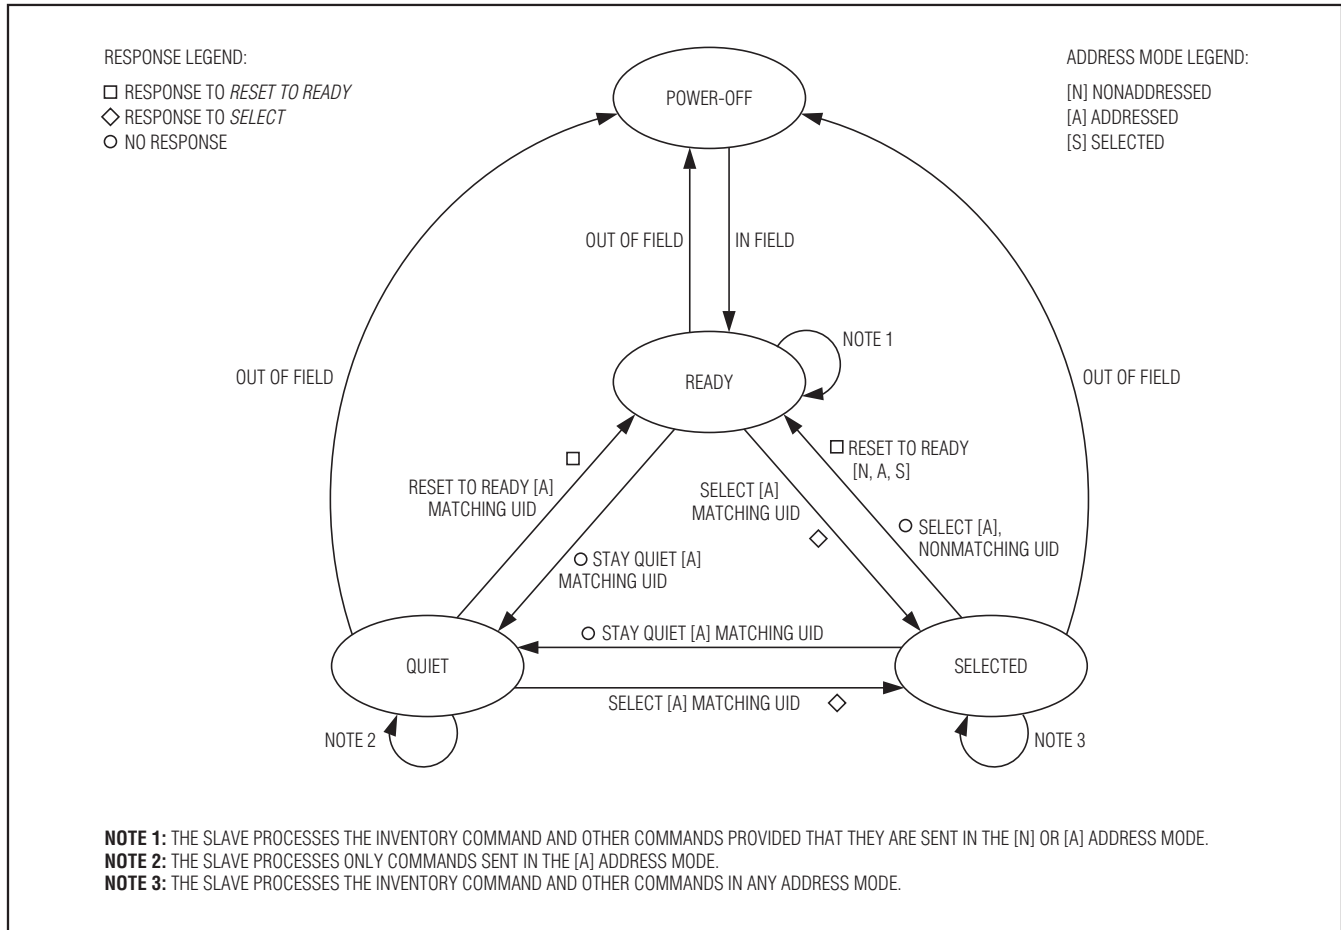 RESPONSE LEGEND:
RESPONSE TO RESET TO READY
RESPONSE TO SELECT
NO RESPONSE
ADDRESS MODE LEGEND:
[N] NONADDRESSED
[A] ADDRESSED
[S] SELECTED
POWER-OFF
OUT OF FIELD
IN FIELD
NOTE 1
READY
OUT OF FIELD
OUT OF FIELD
RESET TO READY [A]
MATCHING UID
STAY QUIET [A]
MATCHING UID
SELECT [A]
MATCHING UID
RESET TO READY
[N, A, S]
SELECT [A],
NONMATCHING UID
STAY QUIET [A] MATCHING UID
QUIET
SELECTED
SELECT [A] MATCHING UID
NOTE 2
NOTE 3
NOTE 1: THE SLAVE PROCESSES THE INVENTORY COMMAND AND OTHER COMMANDS PROVIDED THAT THEY ARE SENT IN THE [N] OR [A] ADDRESS MODE.
NOTE 2: THE SLAVE PROCESSES ONLY COMMANDS SENT IN THE [A] ADDRESS MODE.
NOTE 3: THE SLAVE PROCESSES THE INVENTORY COMMAND AND OTHER COMMANDS IN ANY ADDRESS MODE.